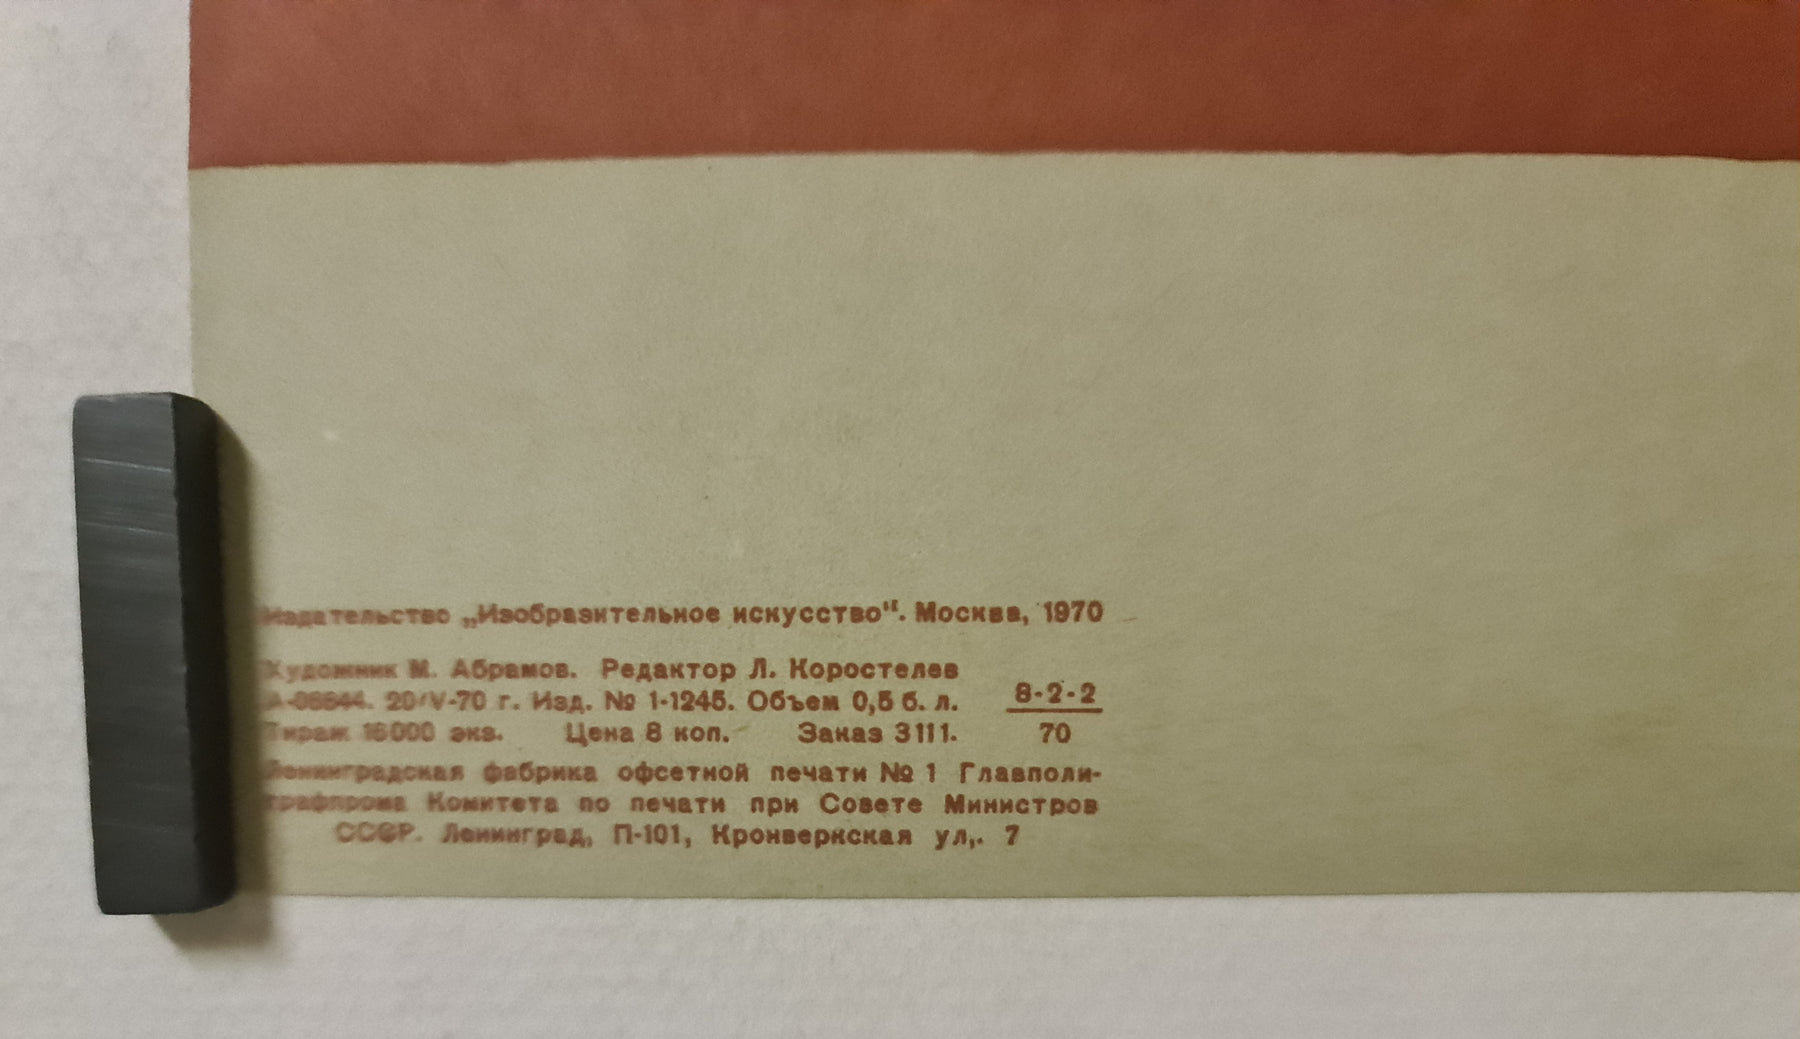 Издательство „Изобразительное искусство“. Москва, 1970
Художник М. Абрамов. Редактор Л. Коростелев
20/V-70 г. Изд. № 1-1245. Объем 0,5 б. л.
8-2-2
70
Тираж 16000 экз. Цена 8 коп. Заказ 3111.
Ленинградская фабрика офсетной печати № 1 Главполи-
графпрома Комитета по печати при Совете Министров
СССР. Ленинград, П-101, Кронверкская ул,. 7